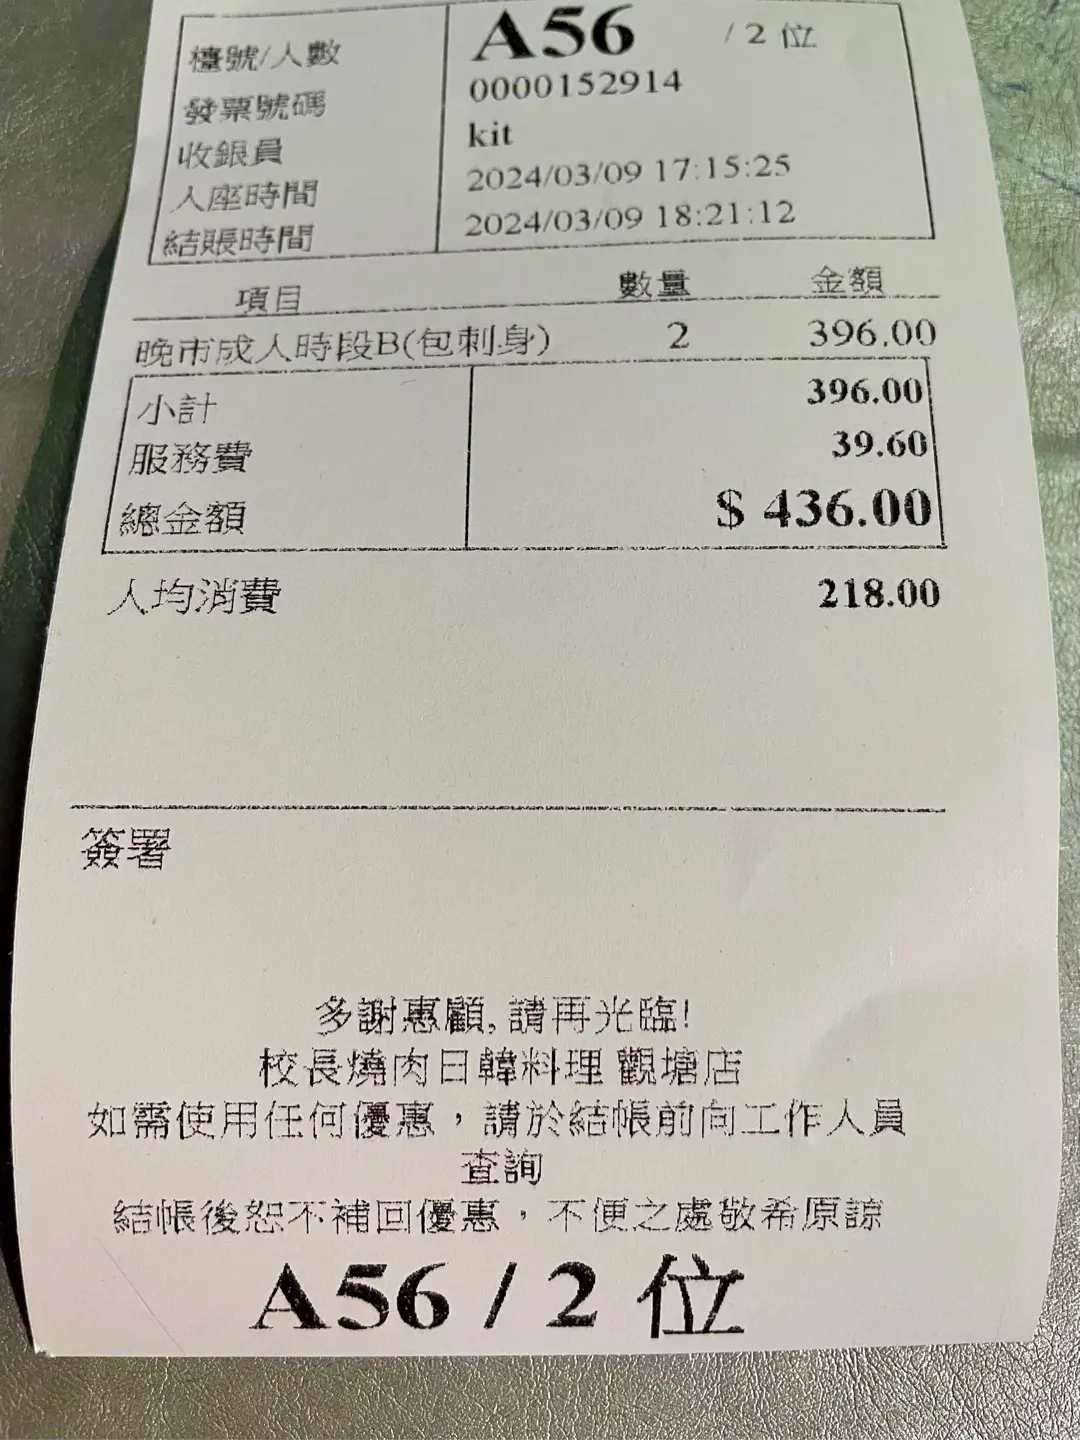 檯號/人數 A56 / 2 位
發票號碼 0000152914
收銀員 kit
入座時間 2024/03/09 17:15:25
結賬時間 2024/03/09 18:21:12
項目 數量 金額
晚市成人時段B(包刺身) 2 396.00
小計 396.00
服務費 39.60
總金額 $ 436.00
人均消費 218.00
簽署
多謝惠顧, 請再光臨!
校長燒肉日韓料理 觀塘店
如需使用任何優惠，請於結帳前向工作人員
查詢
結帳後恕不補回優惠，不便之處敬希原諒
A56 / 2 位